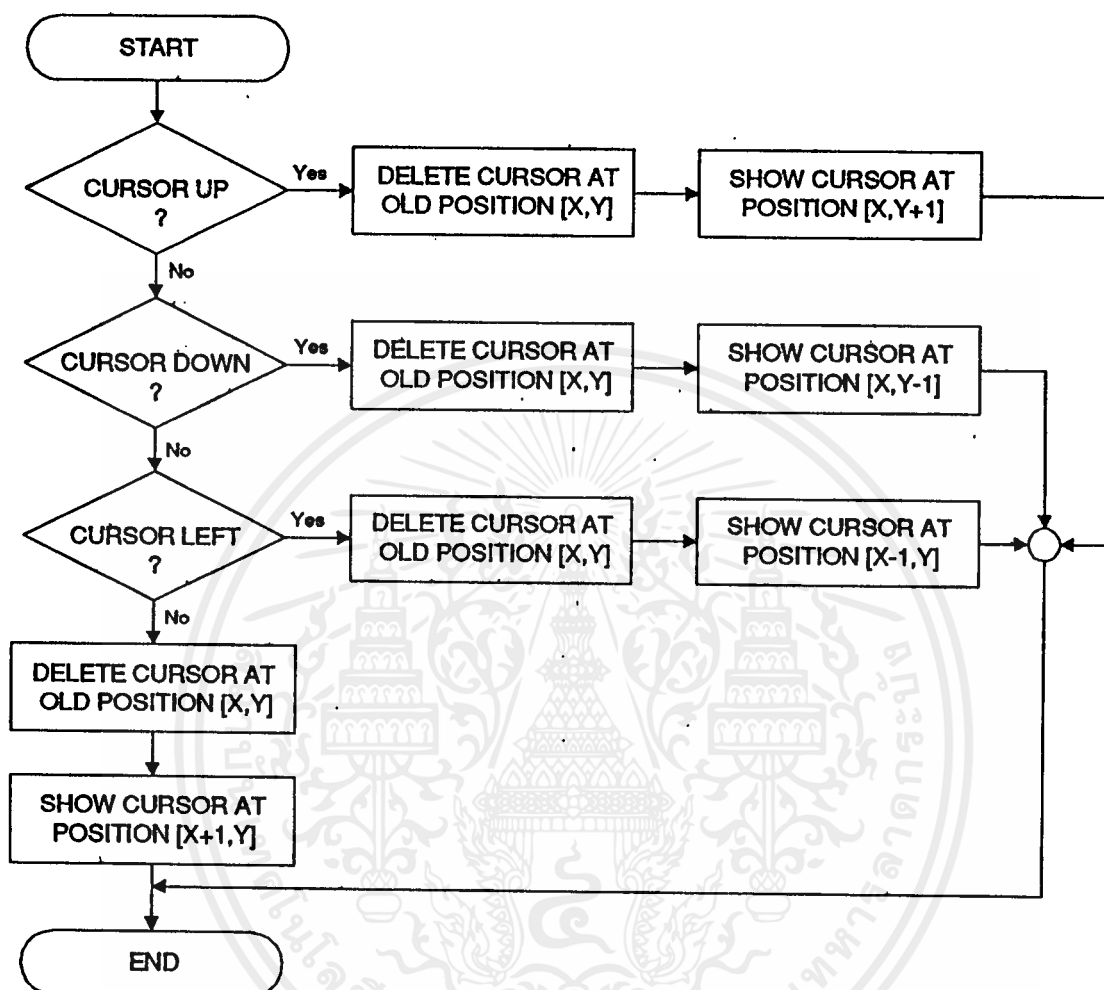 START
CURSOR UP
?
Yes
DELETE CURSOR AT
OLD POSITION [X,Y]
SHOW CURSOR AT
POSITION [X,Y+1]
No
CURSOR DOWN
?
Yes
DELETE CURSOR AT
OLD POSITION [X,Y]
SHOW CURSOR AT
POSITION [X,Y-1]
No
CURSOR LEFT
?
Yes
DELETE CURSOR AT
OLD POSITION [X,Y]
SHOW CURSOR AT
POSITION [X-1,Y]
No
DELETE CURSOR AT
OLD POSITION [X,Y]
SHOW CURSOR AT
POSITION [X+1,Y]
END